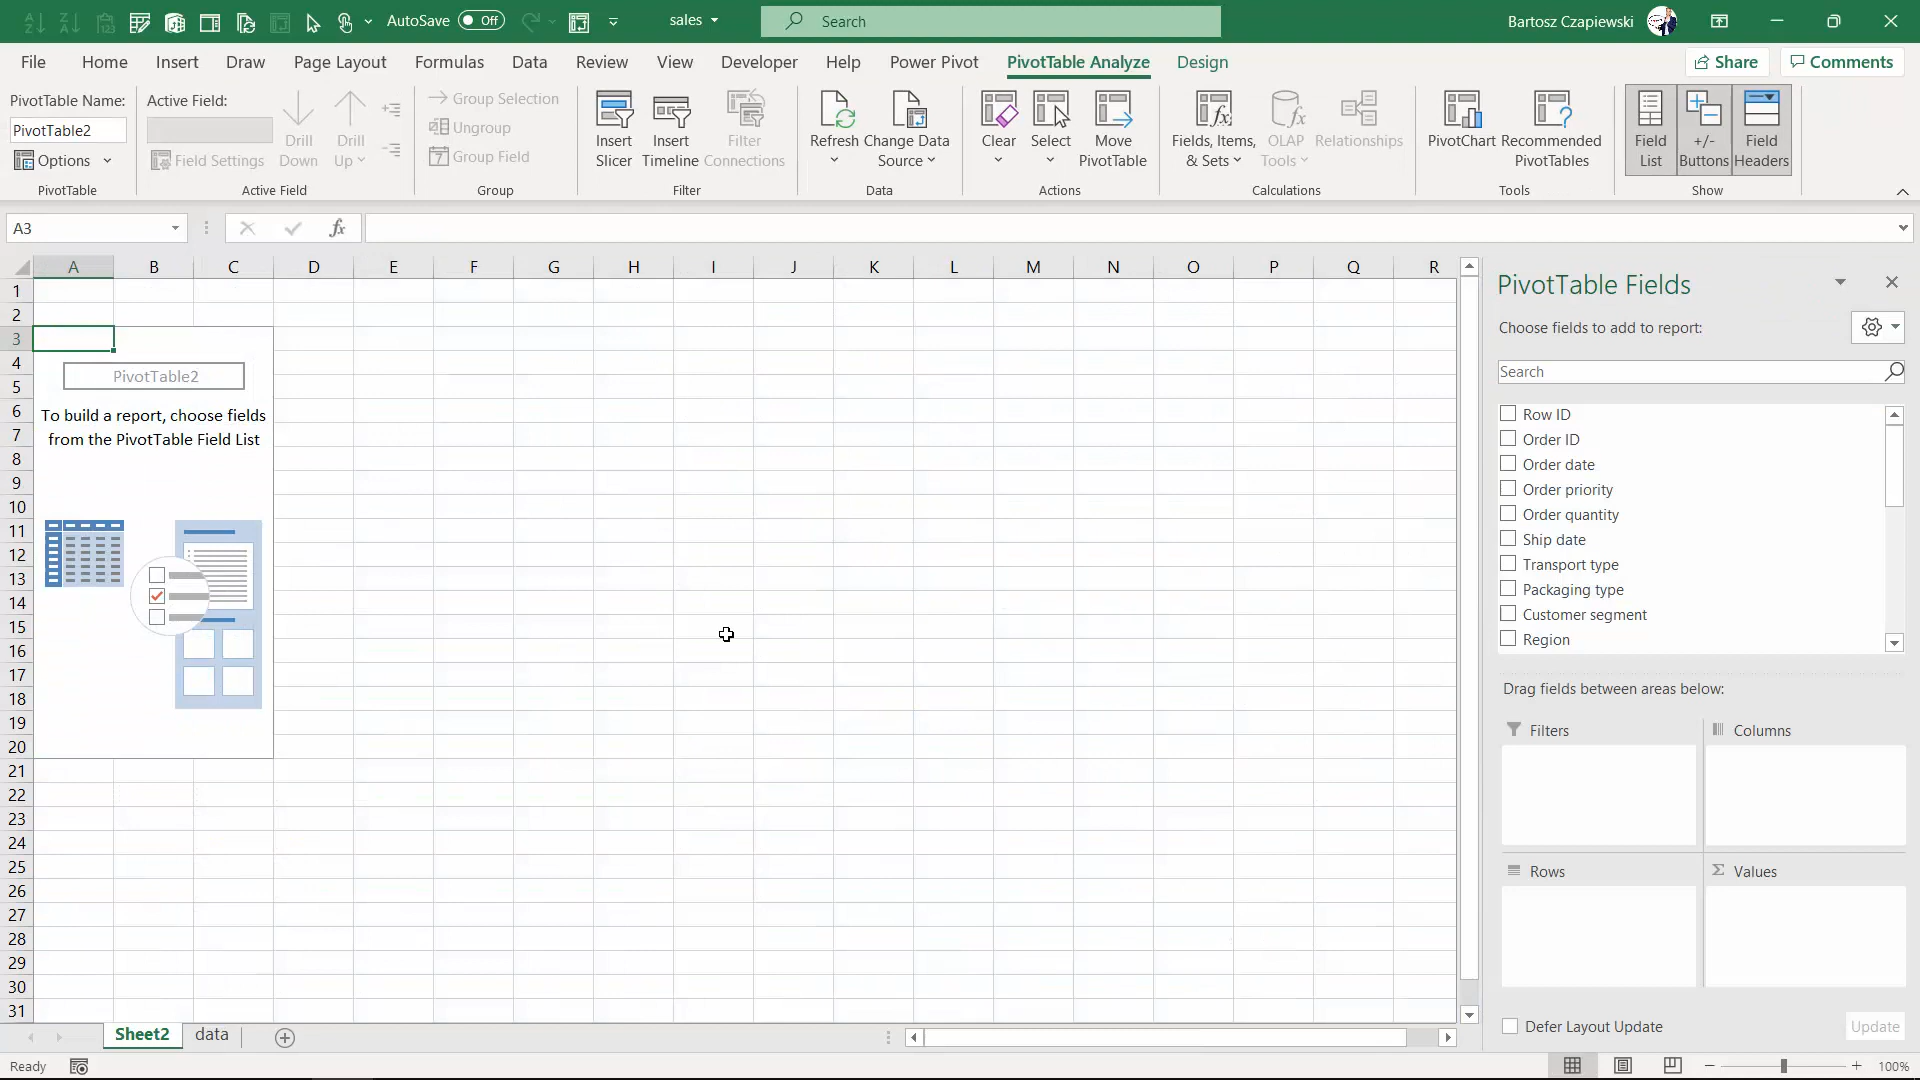 AutoSave Off
sales
Search
Bartosz Czapiewski
File Home Insert Draw Page Layout Formulas Data Review View Developer Help Power Pivot PivotTable Analyze Design Share Comments
PivotTable Name:
PivotTable2
Options
PivotTable
Active Field:
Field Settings
Drill
Down
Drill
Up
Active Field
Group Selection
Ungroup
7 Group Field
Group
Insert
Slicer
Insert
Timeline
Filter
Connections
Filter
Refresh
Change Data
Source
Data
Clear
Select
Move
PivotTable
Actions
Fields, Items,
& Sets
OLAP
Tools
Relationships
Calculations
PivotChart
Recommended
PivotTables
Tools
Field
List
+/-
Buttons
Field
Headers
Show
A3
fx
A B C D E F G H I J K L M N O P Q R
1
2
3
4
5
6
7
8
9
10
11
12
13
14
15
16
17
18
19
20
21
22
23
24
25
26
27
28
29
30
31
PivotTable2
To build a report, choose fields
from the PivotTable Field List
PivotTable Fields
Choose fields to add to report:
Search
Row ID
Order ID
Order date
Order priority
Order quantity
Ship date
Transport type
Packaging type
Customer segment
Region
Drag fields between areas below:
Filters
Columns
Rows
Σ Values
Defer Layout Update
Update
Sheet2 data
Ready
100%